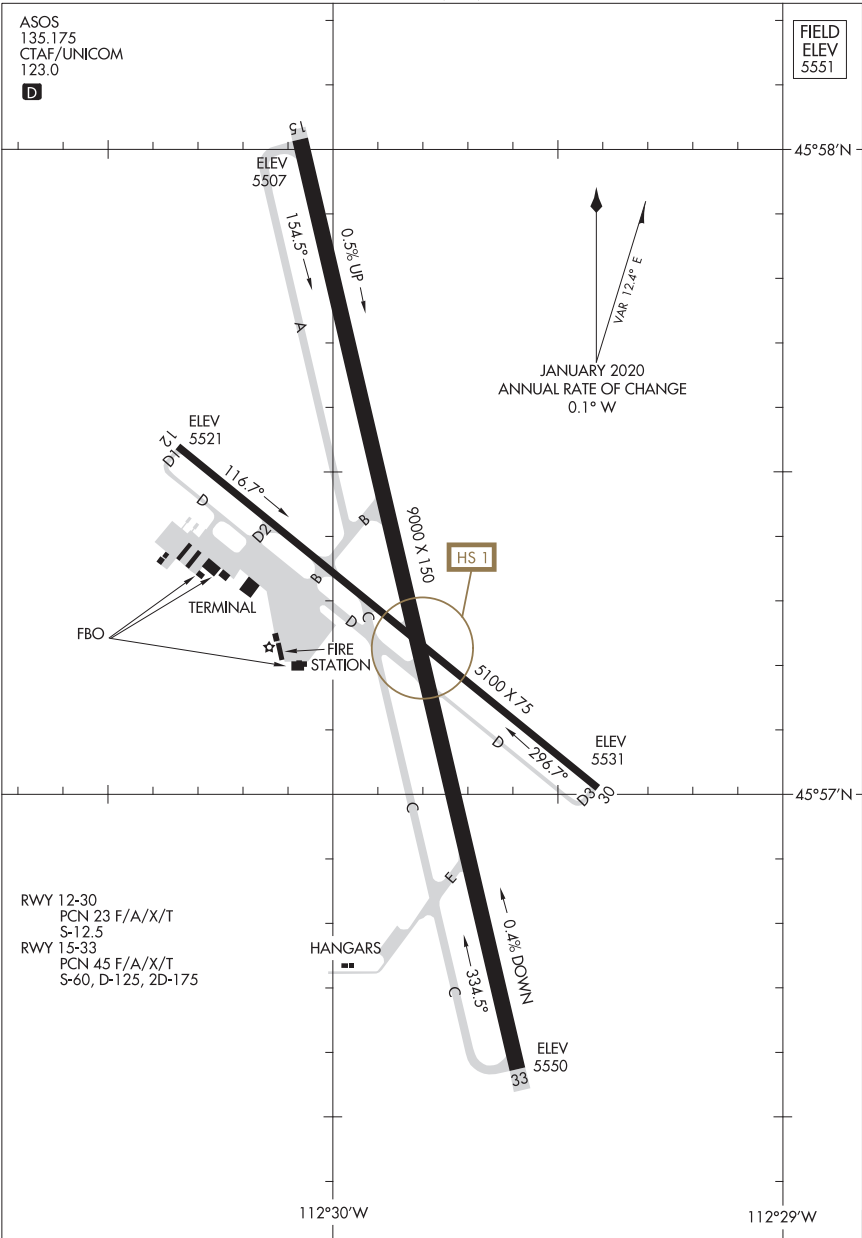 ASOS
135.175
CTAF/UNICOM
123.0
D
FIELD
ELEV
5551
15
ELEV
5507
45°58'N
154.5°
0.5% UP
A
VAR 12.4° E
JANUARY 2020
ANNUAL RATE OF CHANGE
0.1° W
ELEV
5521
12
D1
116.7°
D
D2
B
9000 X 150
HS 1
B
TERMINAL
D
C
FBO
FIRE
STATION
5100 X 75
D
296.7°
ELEV
5531
D3
30
45°57'N
C
E
RWY 12-30
PCN 23 F/A/X/T
S-12.5
RWY 15-33
PCN 45 F/A/X/T
S-60, D-125, 2D-175
HANGARS
0.4% DOWN
334.5°
C
ELEV
5550
33
112°30'W
112°29'W